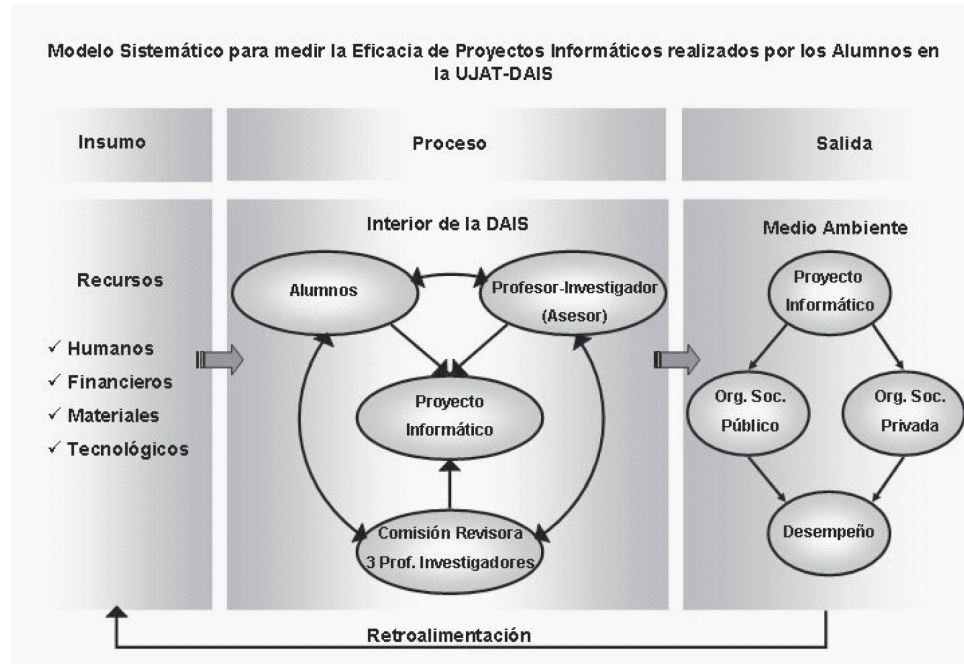 Modelo Sistemático para medir la Eficacia de Proyectos Informáticos realizados por los Alumnos en
la UJAT-DAIS
Insumo
Proceso
Salida
Recursos
✓ Humanos
✓ Financieros
✓ Materiales
✓ Tecnológicos
Interior de la DAIS
Alumnos
Profesor-Investigador
(Asesor)
Proyecto
Informático
Comisión Revisora
3 Prof. Investigadores
Medio Ambiente
Proyecto
Informático
Org. Soc.
Público
Org. Soc.
Privada
Desempeño
Retroalimentación